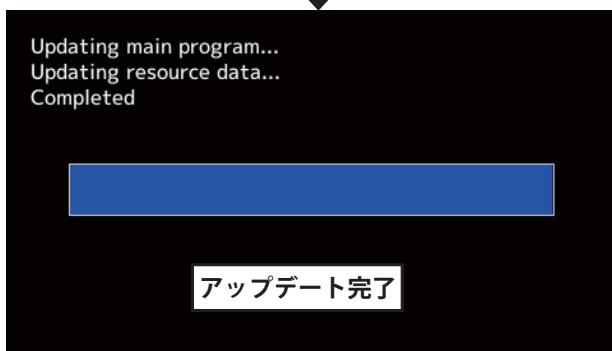 Updating main program...
Updating resource data...
Completed
アップデート完了